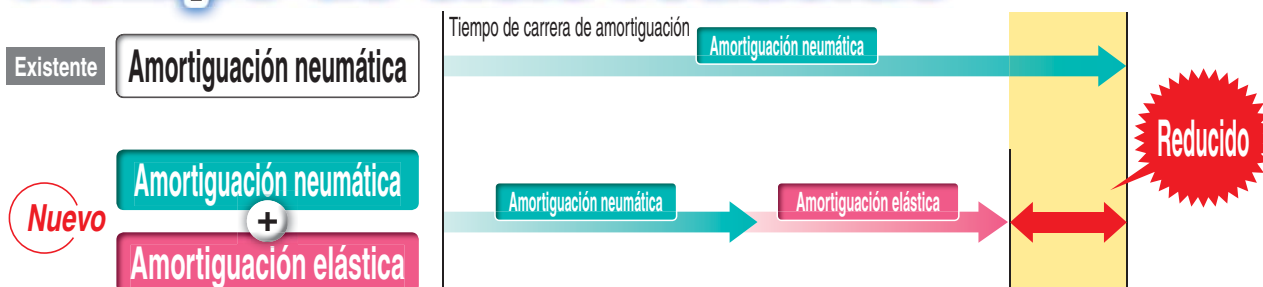 Existente
Amortiguación neumática
Tiempo de carrera de amortiguación
Amortiguación neumática
Reducido
Nuevo
Amortiguación neumática
+
Amortiguación elástica
Amortiguación neumática
Amortiguación elástica